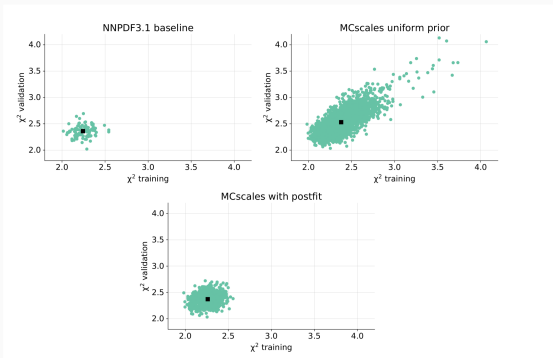 NNPDF3.1 baseline
4.0
3.5
3.0
2.5
2.0
χ² validation
2.0 2.5 3.0 3.5 4.0
χ² training
MCscales uniform prior
4.0
3.5
3.0
2.5
2.0
χ² validation
2.0 2.5 3.0 3.5 4.0
χ² training
MCscales with postfit
4.0
3.5
3.0
2.5
2.0
χ² validation
2.0 2.5 3.0 3.5 4.0
χ² training